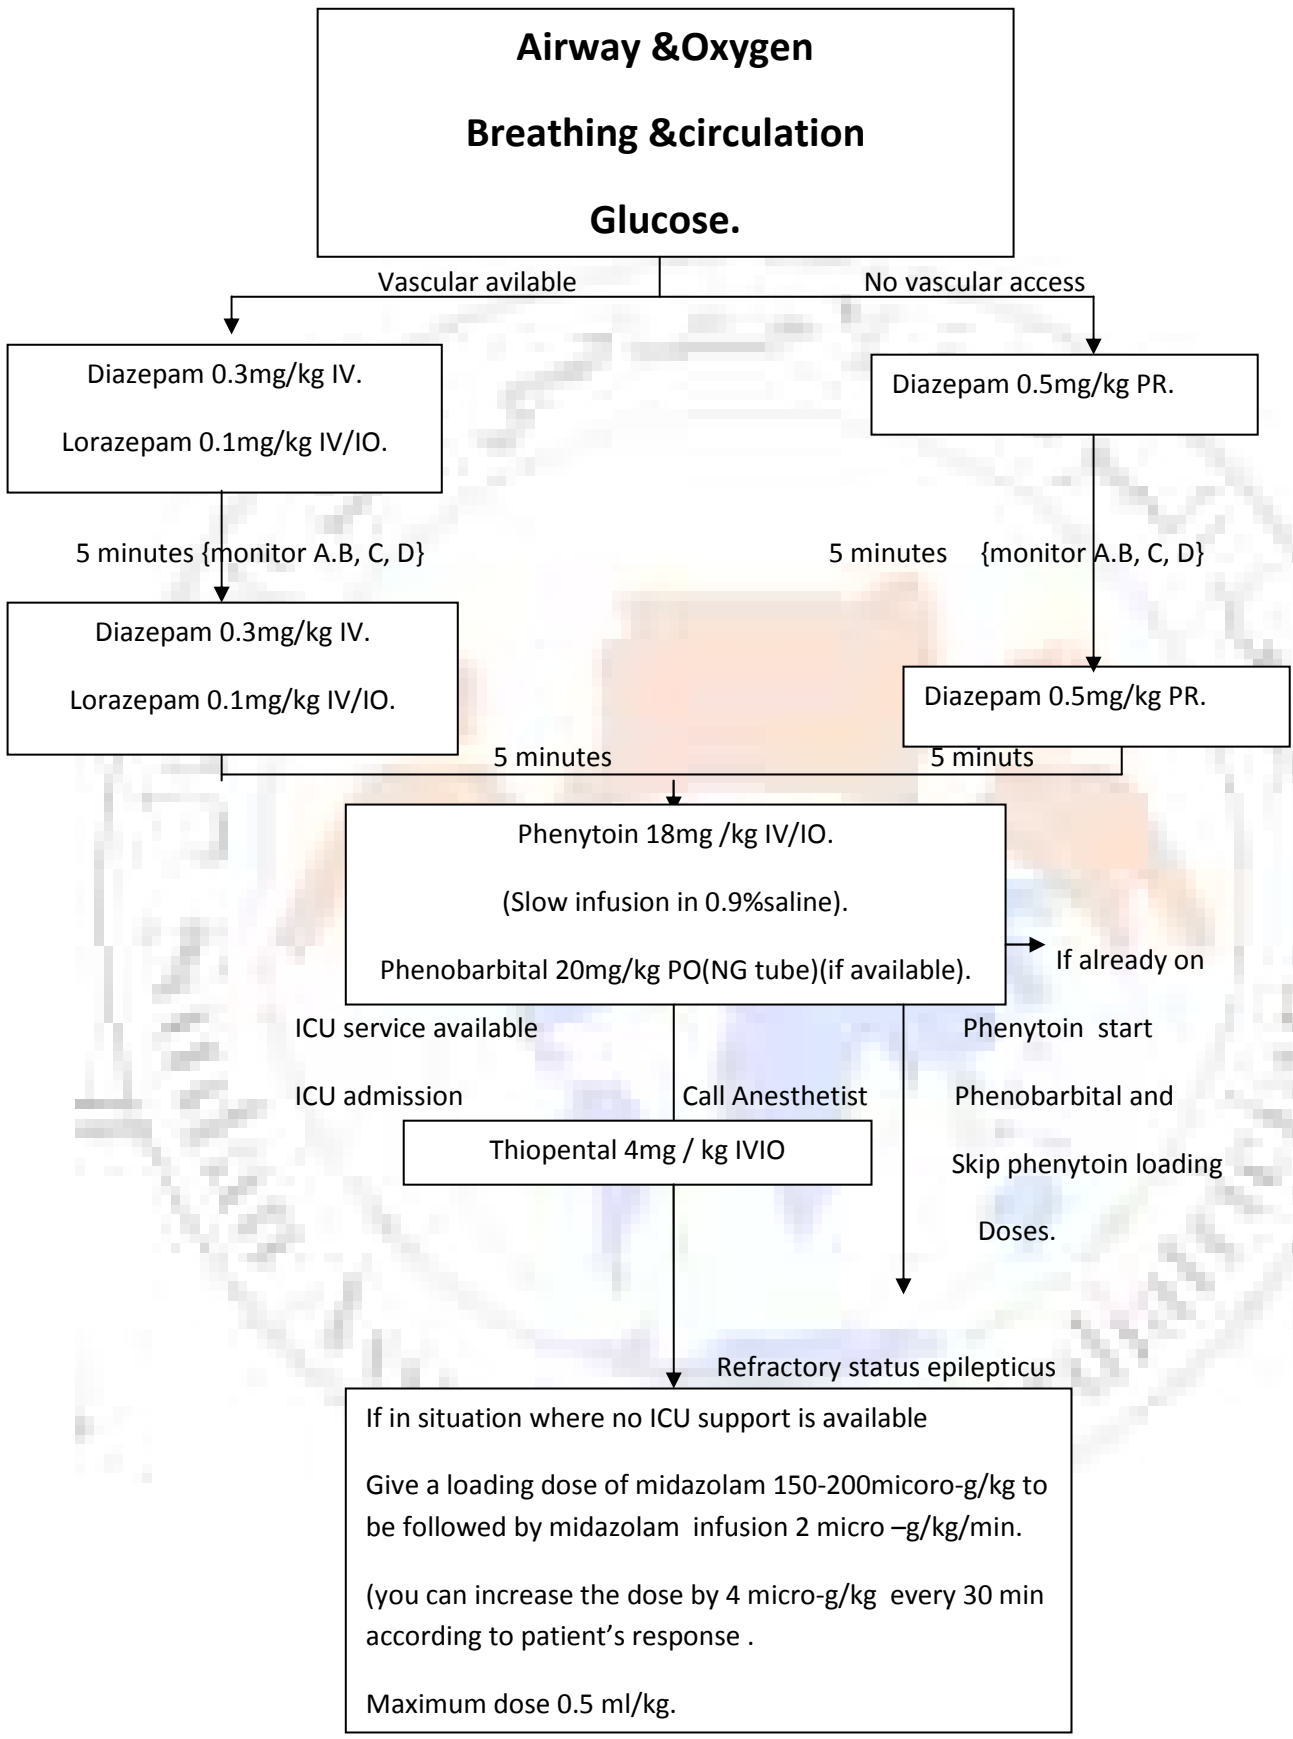 Airway &Oxygen
Breathing &circulation
Glucose.
Vascular avilable
No vascular access
Diazepam 0.3mg/kg IV.
Lorazepam 0.1mg/kg IV/IO.
Diazepam 0.5mg/kg PR.
5 minutes {monitor A.B, C, D}
5 minutes {monitor A.B, C, D}
Diazepam 0.3mg/kg IV.
Lorazepam 0.1mg/kg IV/IO.
Diazepam 0.5mg/kg PR.
5 minutes
5 minuts
Phenytoin 18mg /kg IV/IO.
(Slow infusion in 0.9%saline).
Phenobarbital 20mg/kg PO(NG tube)(if available).
If already on
Phenytoin start
Phenobarbital and
Skip phenytoin loading
Doses.
ICU service available
ICU admission
Call Anesthetist
Thiopental 4mg / kg IVIO
Refractory status epilepticus
If in situation where no ICU support is available
Give a loading dose of midazolam 150-200micoro-g/kg to
be followed by midazolam infusion 2 micro –g/kg/min.
(you can increase the dose by 4 micro-g/kg every 30 min
according to patient’s response .
Maximum dose 0.5 ml/kg.